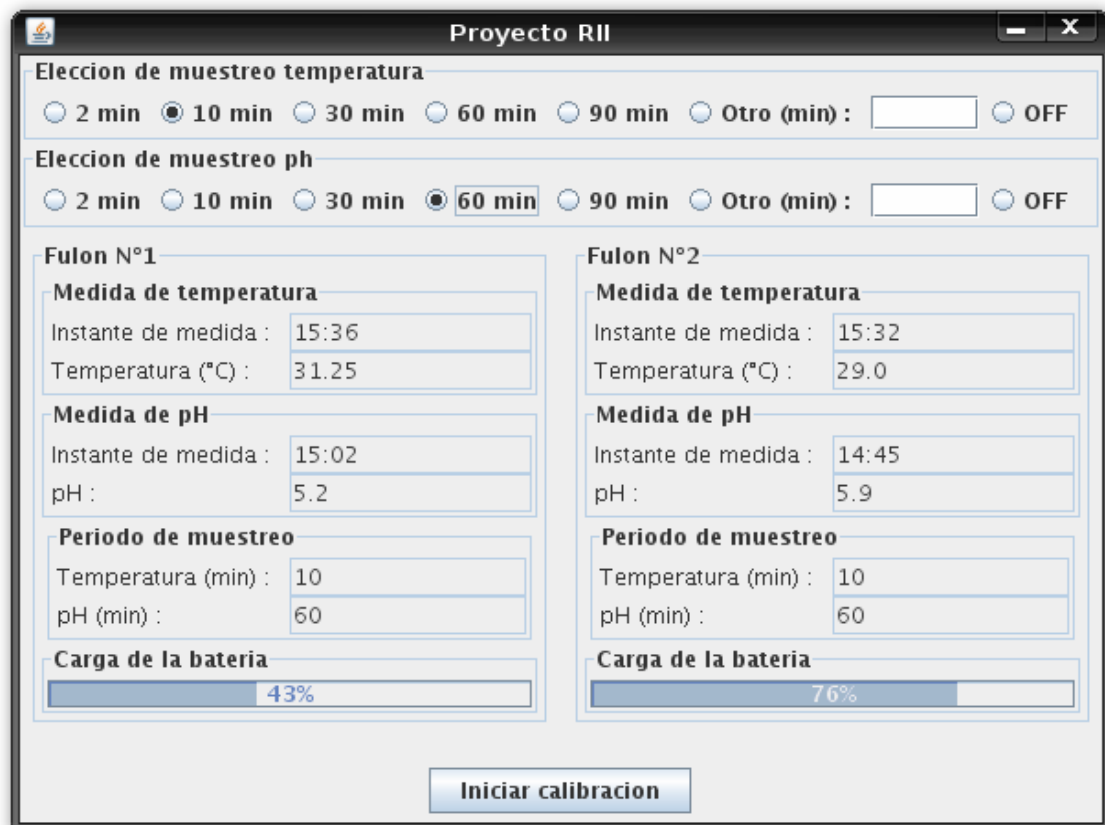 Proyecto RII
Eleccion de muestreo temperatura
2 min 10 min 30 min 60 min 90 min Otro (min) : OFF
Eleccion de muestreo ph
2 min 10 min 30 min 60 min 90 min Otro (min) : OFF
Fulon N°1
Medida de temperatura
Instante de medida : 15:36
Temperatura (°C) : 31.25
Medida de pH
Instante de medida : 15:02
pH : 5.2
Periodo de muestreo
Temperatura (min) : 10
pH (min) : 60
Carga de la bateria
43%
Fulon N°2
Medida de temperatura
Instante de medida : 15:32
Temperatura (°C) : 29.0
Medida de pH
Instante de medida : 14:45
pH : 5.9
Periodo de muestreo
Temperatura (min) : 10
pH (min) : 60
Carga de la bateria
76%
Iniciar calibracion